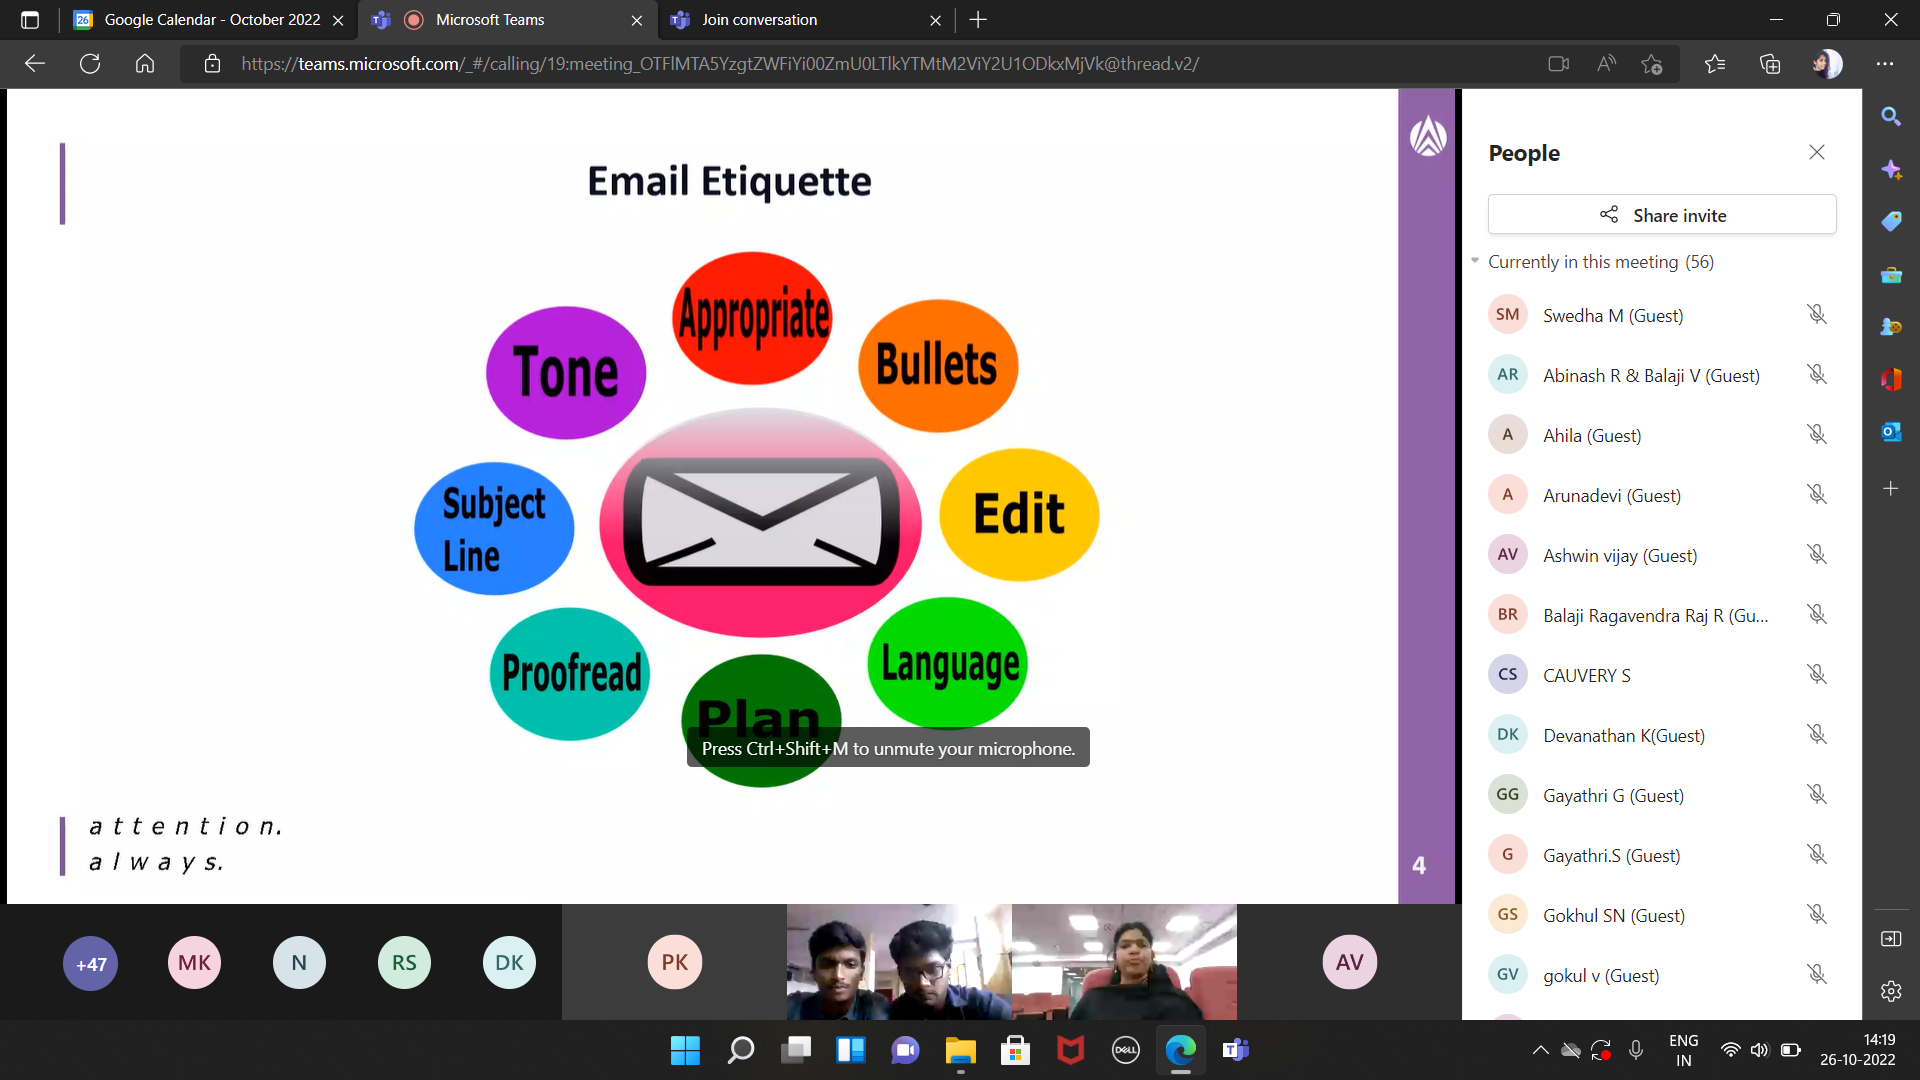 Google Calendar - October 2022
Microsoft Teams
Join conversation
https://teams.microsoft.com/_#/calling/19:meeting_OTFlMTA5YzgtZWFiYi00ZmU0LTlkYTMtM2ViY2U1ODkxMjVk@thread.v2/
Email Etiquette
Appropriate
Tone
Bullets
Subject
Line
Edit
Proofread
Language
Plan
Press Ctrl+Shift+M to unmute your microphone.
attention.
always.
4
People
Share invite
Currently in this meeting (56)
SM Swedha M (Guest)
AR Abinash R & Balaji V (Guest)
A Ahila (Guest)
A Arunadevi (Guest)
AV Ashwin vijay (Guest)
BR Balaji Ragavendra Raj R (Gu...
CS CAUVERY S
DK Devanathan K(Guest)
GG Gayathri G (Guest)
G Gayathri.S (Guest)
GS Gokhul SN (Guest)
GV gokul v (Guest)
+47 MK N RS DK PK AV
DELL
ENG
IN
14:19
26-10-2022